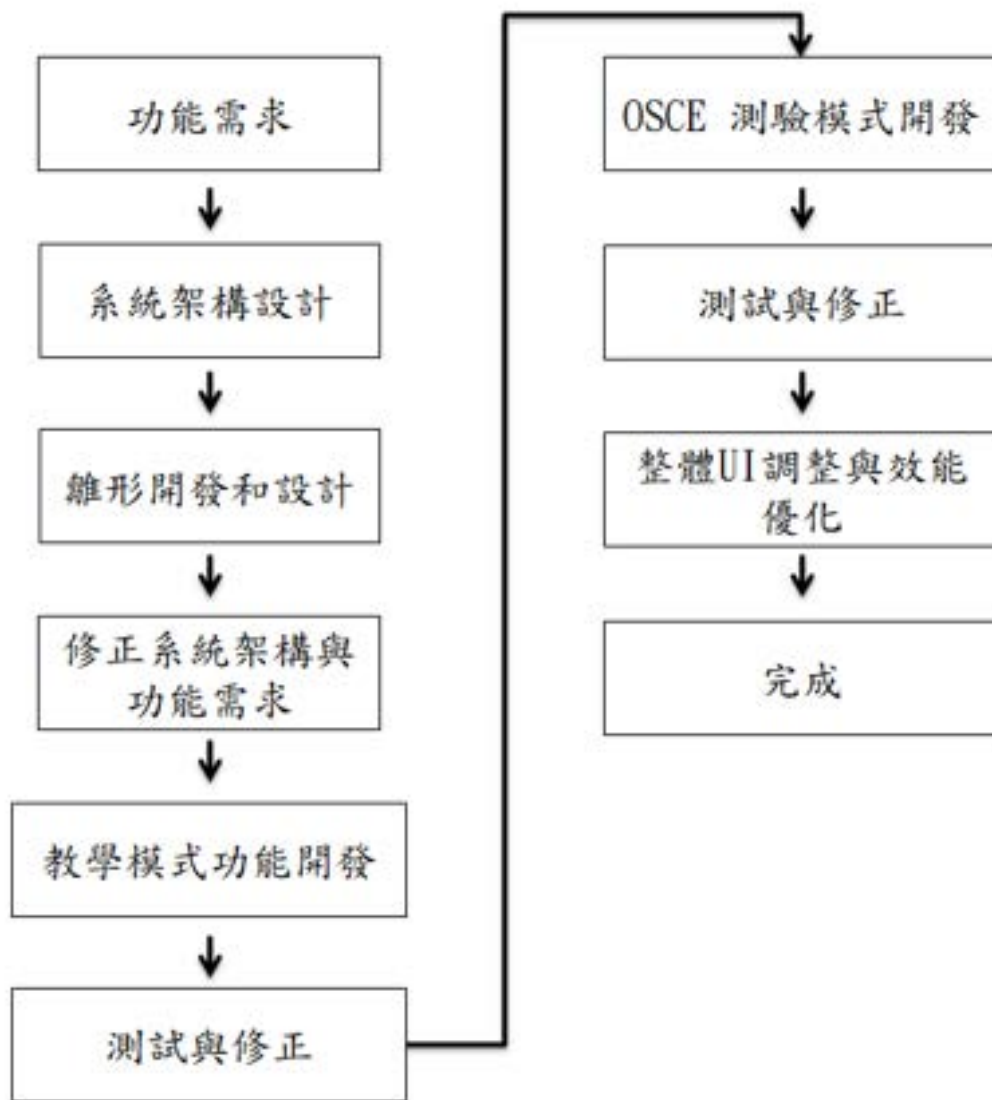 功能需求
系統架構設計
雛形開發和設計
修正系統架構與
功能需求
教學模式功能開發
測試與修正
OSCE 測驗模式開發
測試與修正
整體UI調整與效能
優化
完成